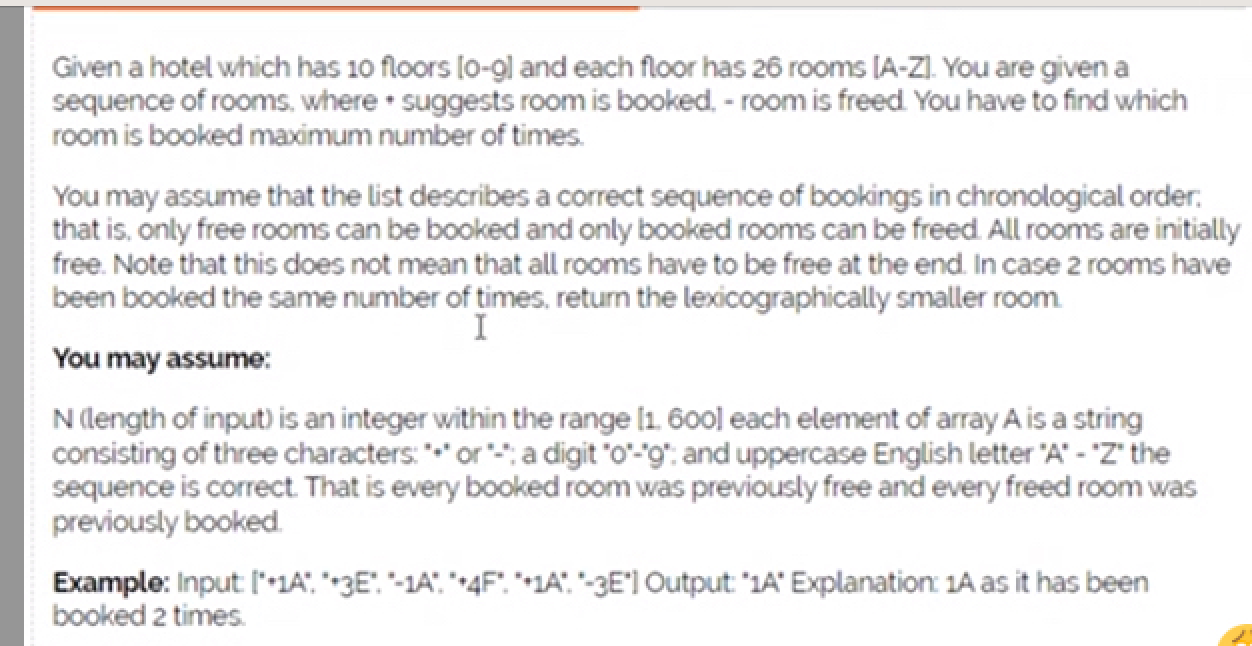 Given a hotel which has 10 floors [0-9] and each floor has 26 rooms [A-Z]. You are given a
sequence of rooms, where + suggests room is booked, - room is freed. You have to find which
room is booked maximum number of times.
You may assume that the list describes a correct sequence of bookings in chronological order;
that is, only free rooms can be booked and only booked rooms can be freed. All rooms are initially
free. Note that this does not mean that all rooms have to be free at the end. In case 2 rooms have
been booked the same number of times, return the lexicographically smaller room.
You may assume:
N (length of input) is an integer within the range [1, 600] each element of array A is a string
consisting of three characters: "+" or "-"; a digit "0"-"9"; and uppercase English letter "A" - "Z" the
sequence is correct. That is every booked room was previously free and every freed room was
previously booked.
Example: Input: ["+1A", "+3E", "-1A", "+4F", "+1A", "-3E"] Output: "1A" Explanation: 1A as it has been
booked 2 times.